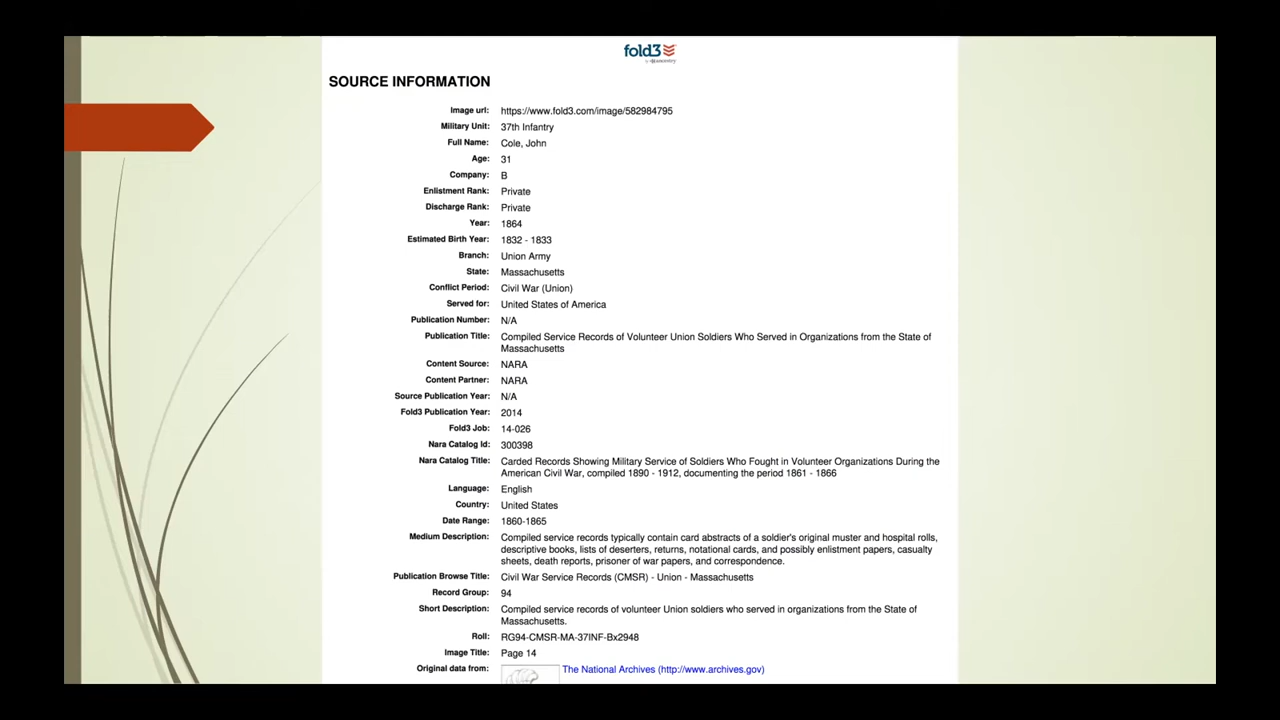 fold3
by ancestry
SOURCE INFORMATION
Image url: https://www.fold3.com/image/582984795
Military Unit: 37th Infantry
Full Name: Cole, John
Age: 31
Company: B
Enlistment Rank: Private
Discharge Rank: Private
Year: 1864
Estimated Birth Year: 1832 - 1833
Branch: Union Army
State: Massachusetts
Conflict Period: Civil War (Union)
Served for: United States of America
Publication Number: N/A
Publication Title: Compiled Service Records of Volunteer Union Soldiers Who Served in Organizations from the State of
Massachusetts
Content Source: NARA
Content Partner: NARA
Source Publication Year: N/A
Fold3 Publication Year: 2014
Fold3 Job: 14-026
Nara Catalog Id: 300398
Nara Catalog Title: Carded Records Showing Military Service of Soldiers Who Fought in Volunteer Organizations During the
American Civil War, compiled 1890 - 1912, documenting the period 1861 - 1866
Language: English
Country: United States
Date Range: 1860-1865
Medium Description: Compiled service records typically contain card abstracts of a soldier's original muster and hospital rolls,
descriptive books, lists of deserters, returns, notational cards, and possibly enlistment papers, casualty
sheets, death reports, prisoner of war papers, and correspondence.
Publication Browse Title: Civil War Service Records (CMSR) - Union - Massachusetts
Record Group: 94
Short Description: Compiled service records of volunteer Union soldiers who served in organizations from the State of
Massachusetts.
Roll: RG94-CMSR-MA-37INF-Bx2948
Image Title: Page 14
Original data from: The National Archives (http://www.archives.gov)